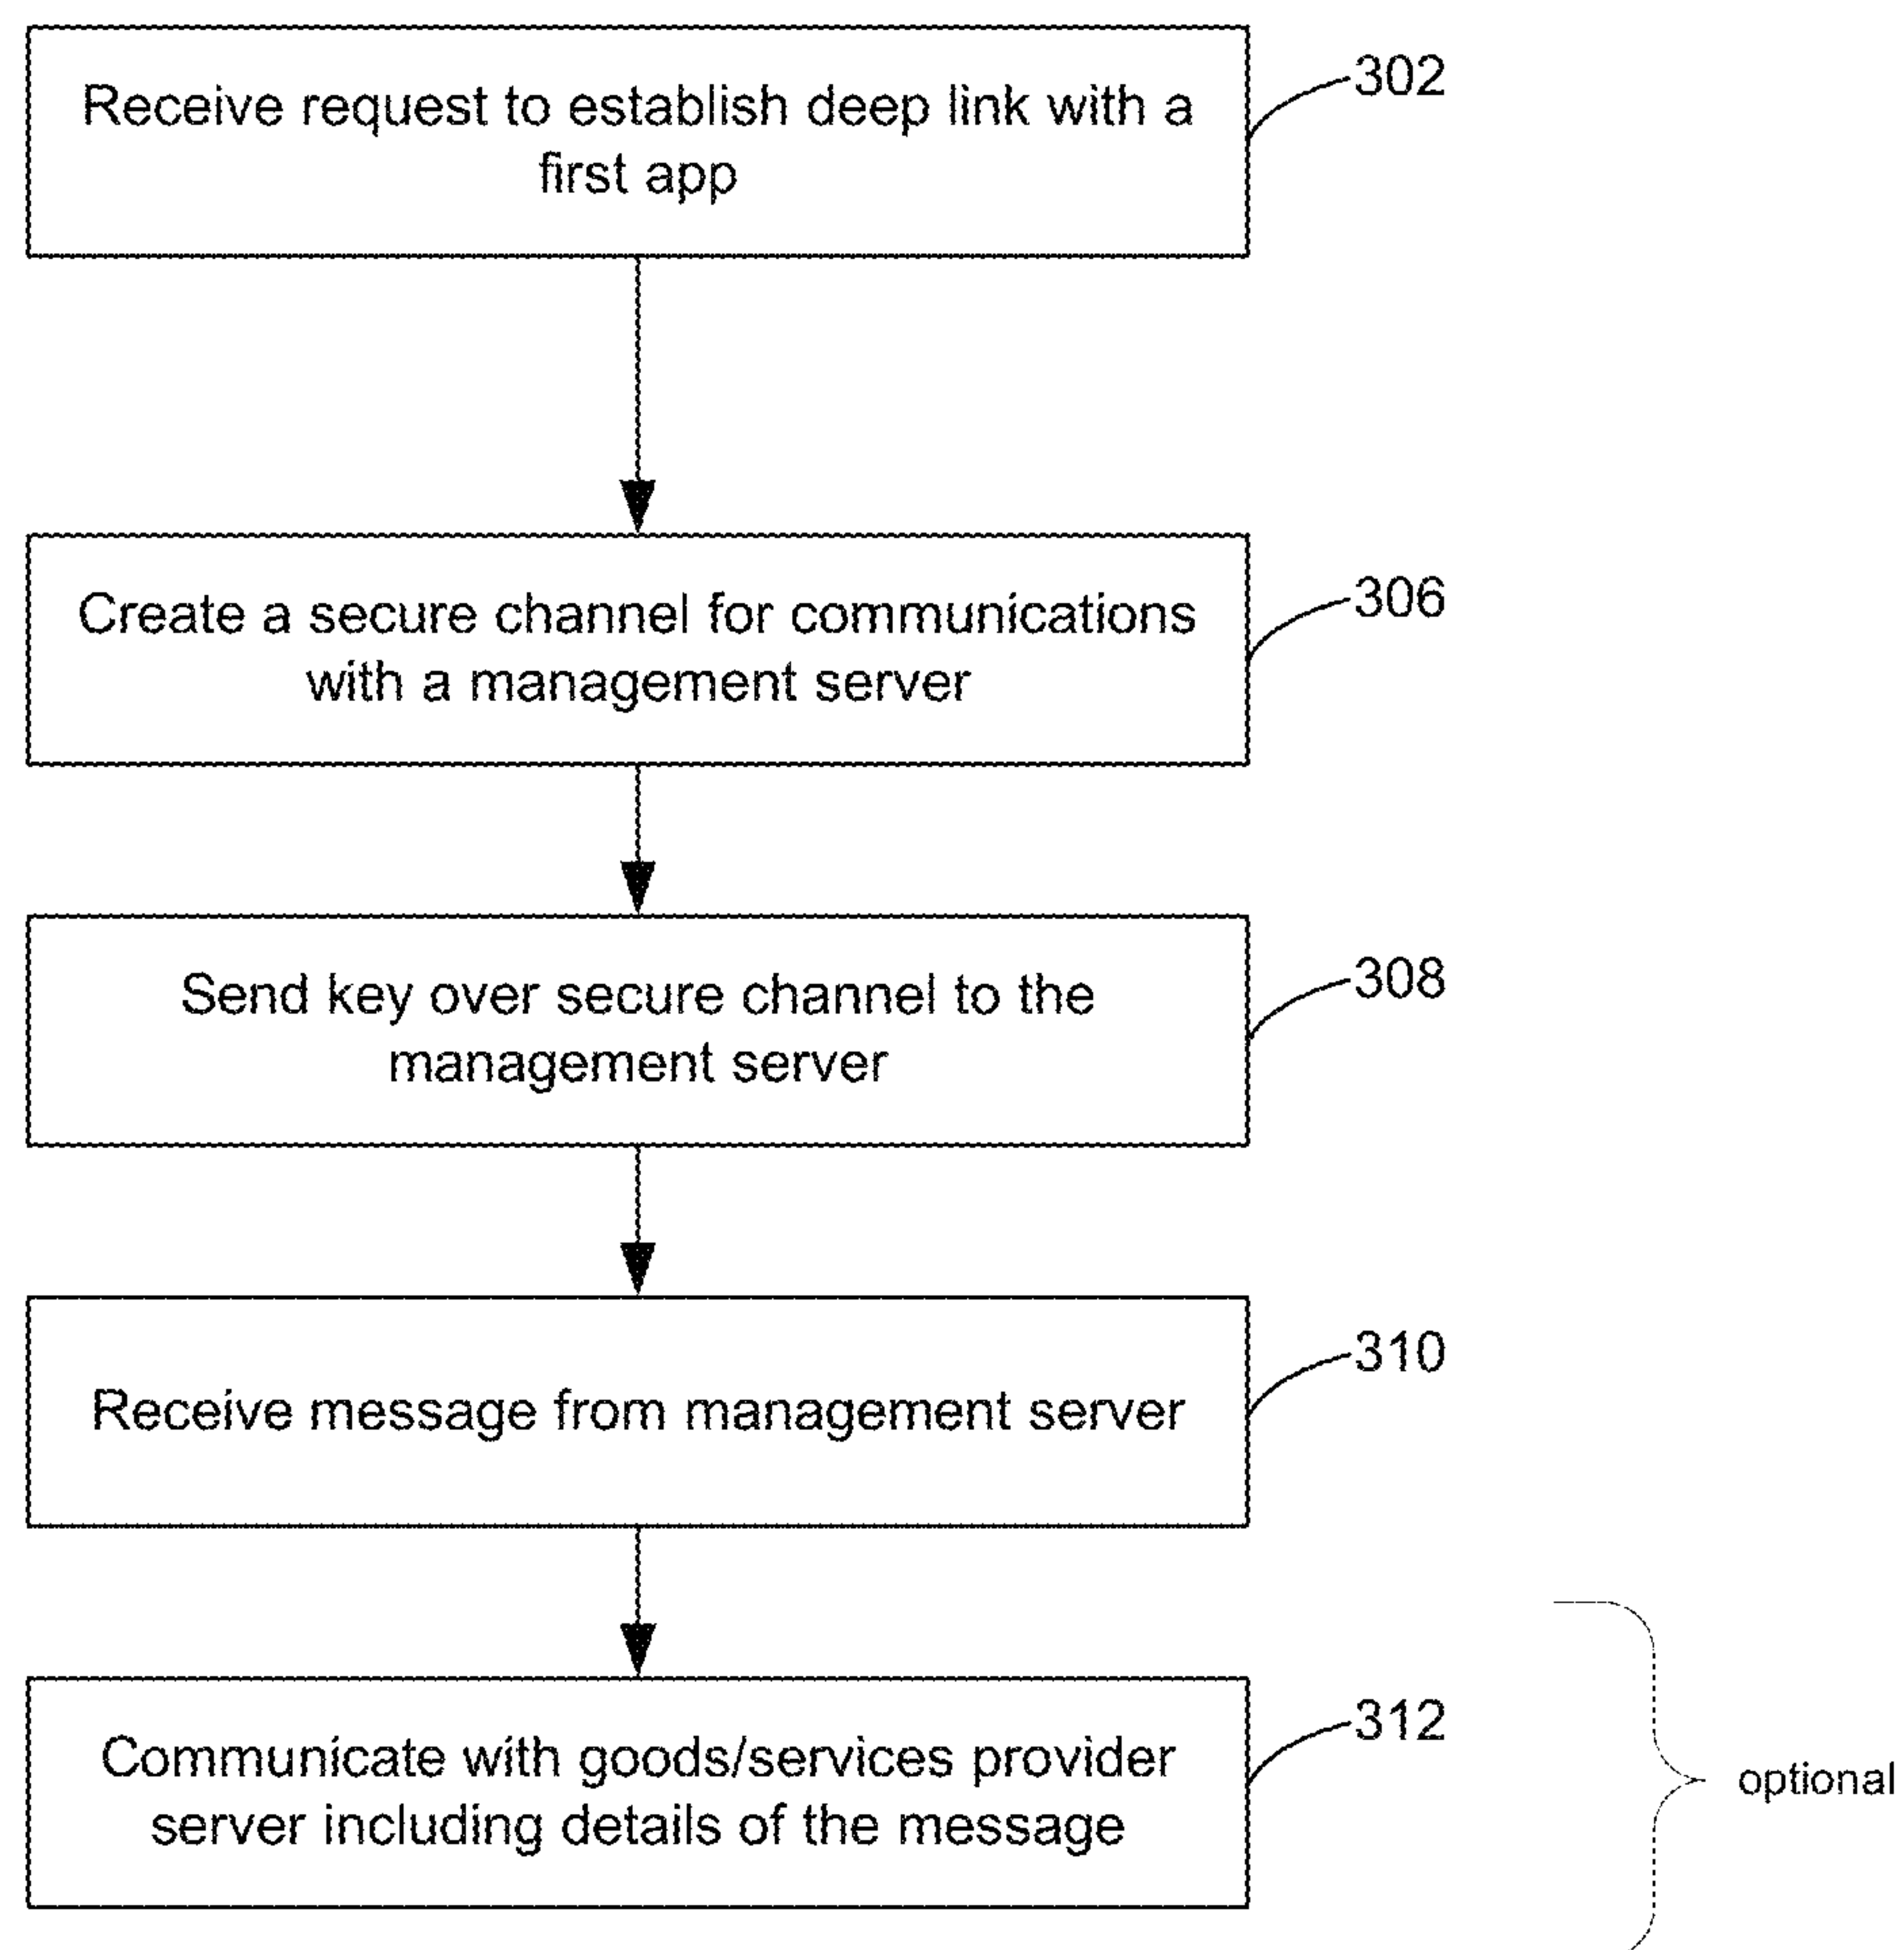 Receive request to establish deep link with a
first app
302
Create a secure channel for communications
with a management server
306
Send key over secure channel to the
management server
308
Receive message from management server
310
Communicate with goods/services provider
server including details of the message
312
optional